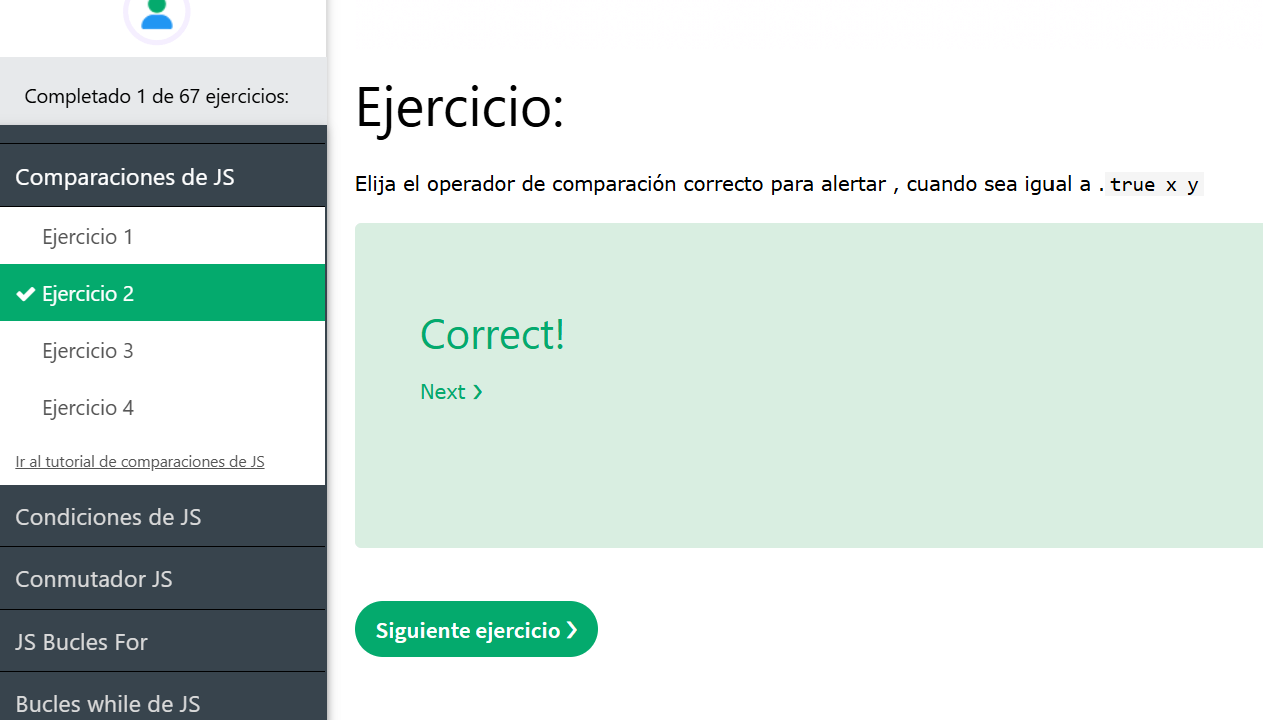 Completado 1 de 67 ejercicios:
Comparaciones de JS
Ejercicio 1
Ejercicio 2
Ejercicio 3
Ejercicio 4
Ir al tutorial de comparaciones de JS
Condiciones de JS
Conmutador JS
JS Bucles For
Bucles while de JS
Ejercicio:
Elija el operador de comparación correcto para alertar , cuando sea igual a . true x y
Correct!
Next ❯
Siguiente ejercicio ❯